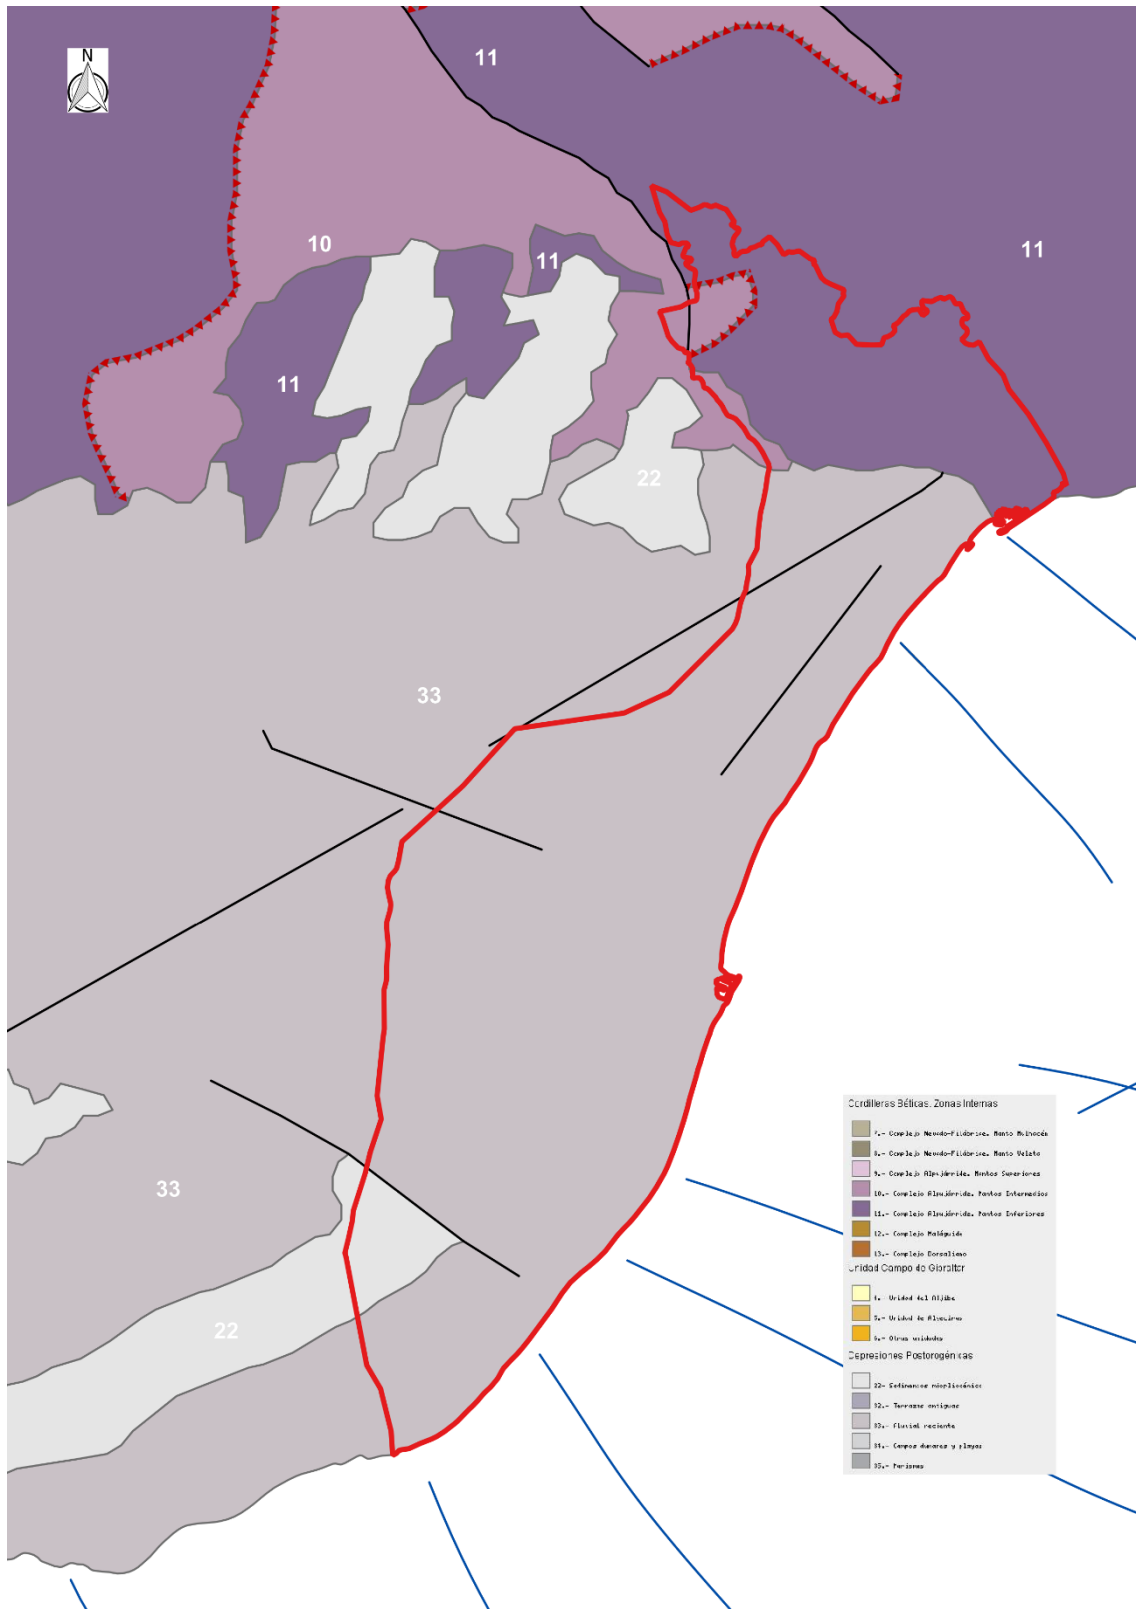 N
11
11
10
11
11
22
33
33
22
Cordilleras Béticas. Zonas Internas
7.- Complejo Nevado-Filábride. Manto Mulhacén
8.- Complejo Nevado-Filábride. Manto Veleta
9.- Complejo Alpujárride. Mantos Superiores
10.- Complejo Alpujárride. Mantos Intermedios
11.- Complejo Alpujárride. Mantos Inferiores
12.- Complejo Maláguide
13.- Complejo Dorsaliano
Unidad Campo de Gibraltar
4.- Unidad del Aljibe
5.- Unidad de Algeciras
6.- Otras unidades
Depresiones Postorogénicas
22- Sedimentos mioplioscénica
32.- Terrazas antiguas
33.- Fluvial reciente
34.- Campos dunares y playas
35.- Marismas